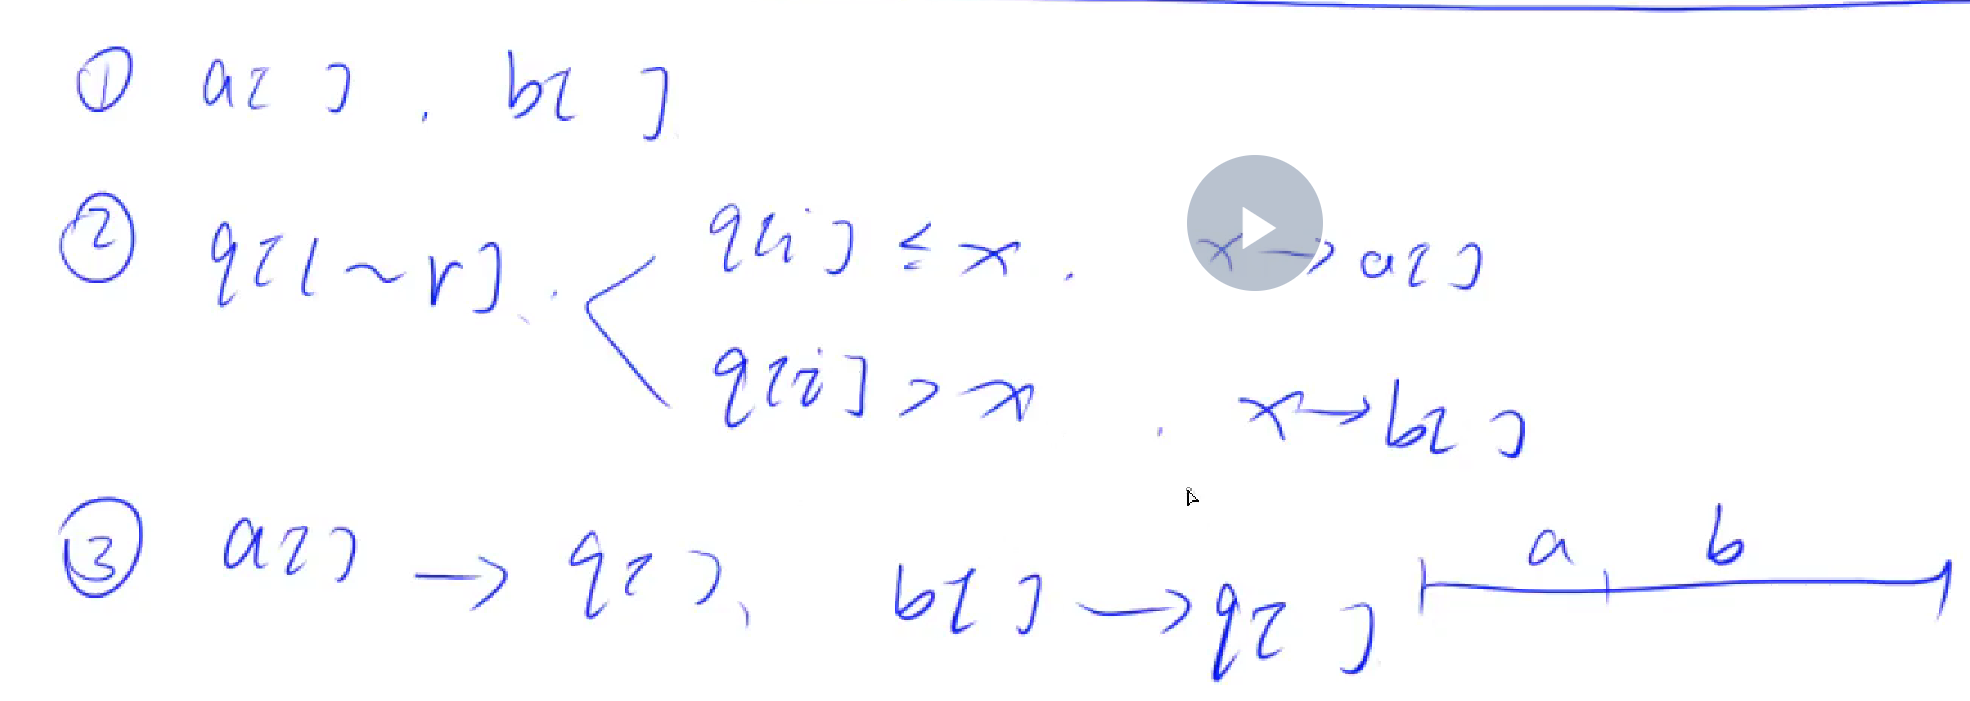 ① a[ ] , b[ ]
② q[l~r]. q[i] ≤ x . x→a[ ]
q[i] > x . x→b[ ]
③ a[ ] → q[ ], b[ ] → q[ ] a b